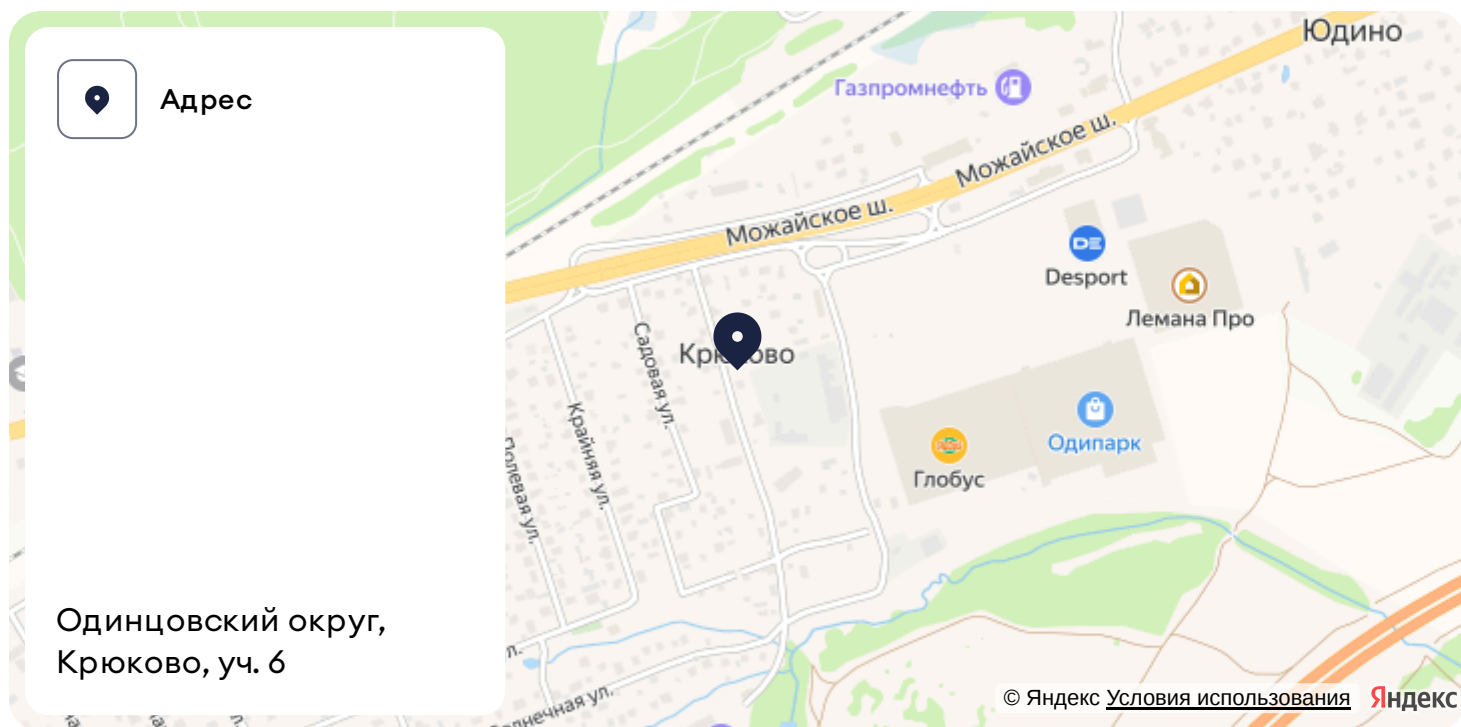 Адрес
Одинцовский округ,
Крюково, уч. 6
Юдино
Газпромнефть
Можайское ш.
Можайское ш.
DE
Desport
Лемана Про
Садовая ул.
Крайняя ул.
Полевая ул.
Одипарк
Глобус
© Яндекс Условия использования
Яндекс